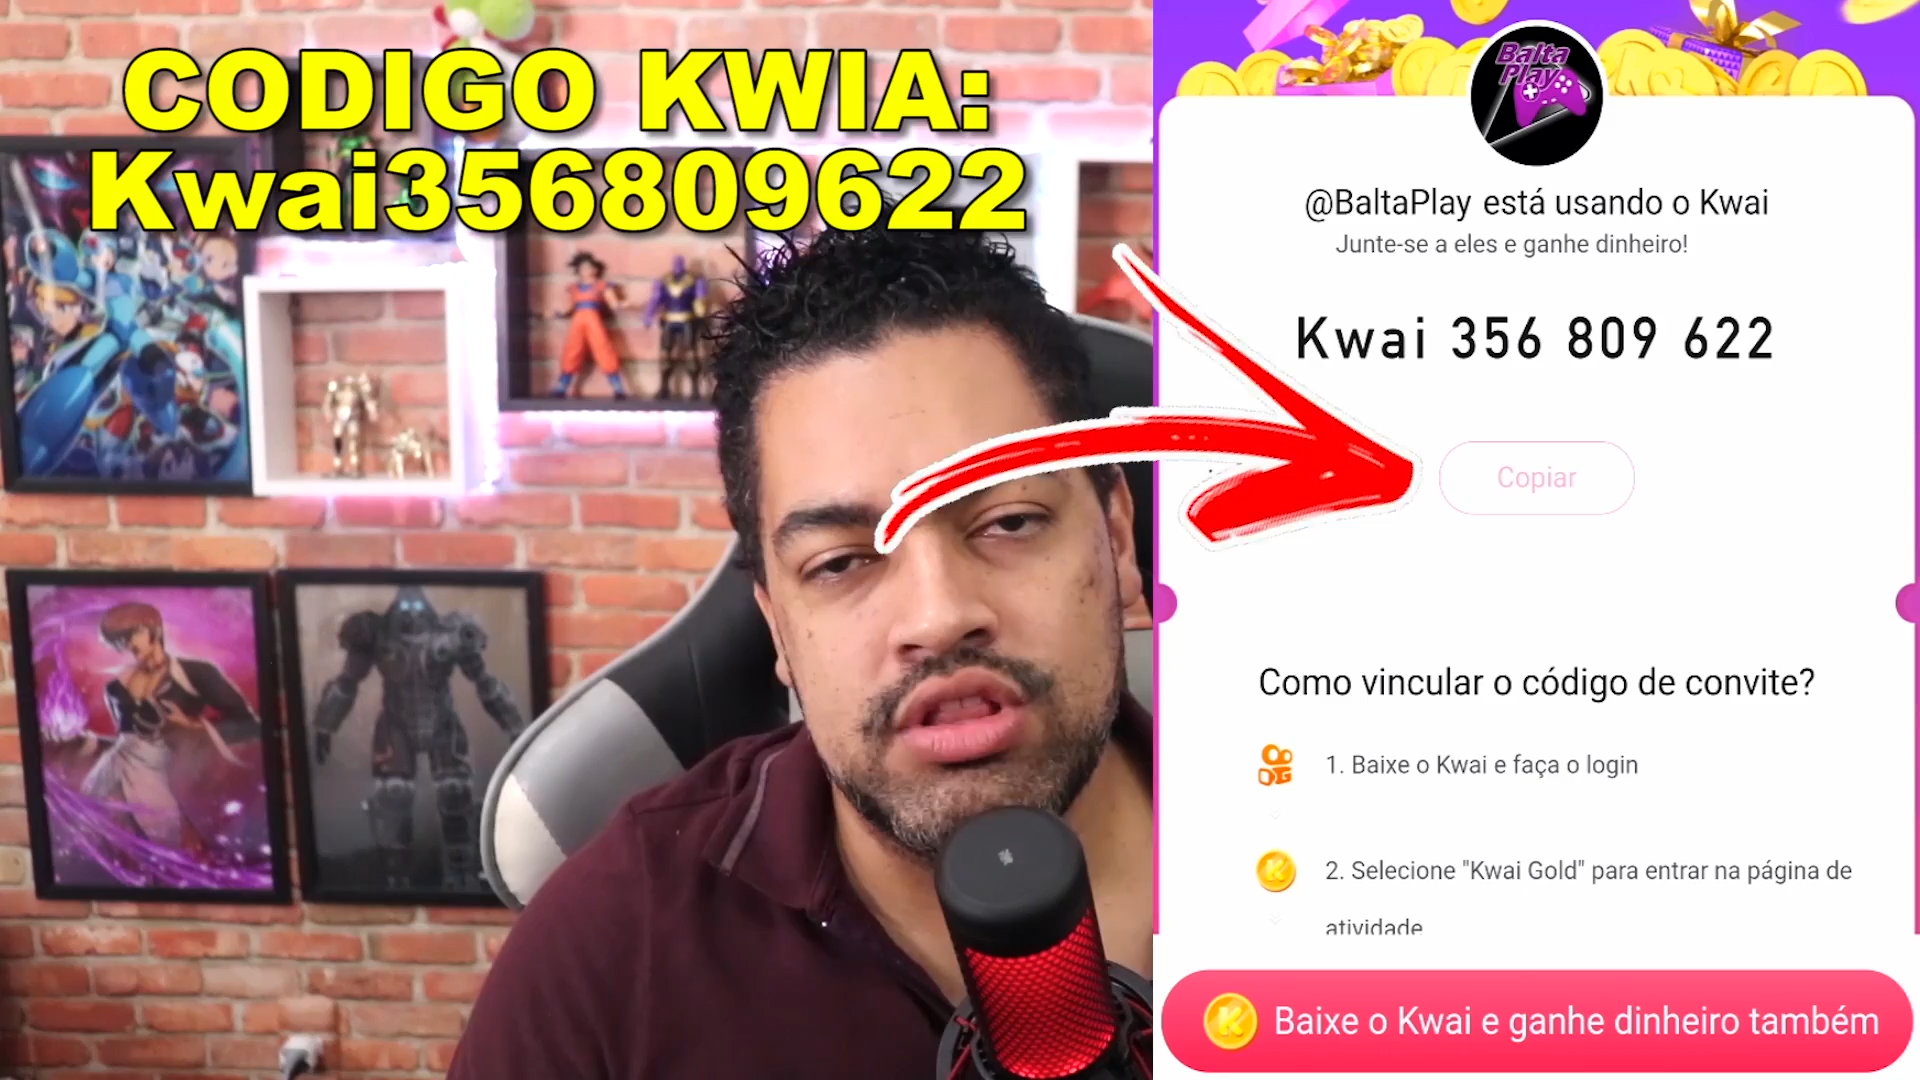 CODIGO KWIA:
Kwai356809622
Balta
Play
@BaltaPlay está usando o Kwai
Junte-se a eles e ganhe dinheiro!
Kwai 356 809 622
Copiar
Como vincular o código de convite?
1. Baixe o Kwai e faça o login
2. Selecione "Kwai Gold" para entrar na página de
atividade
Baixe o Kwai e ganhe dinheiro também